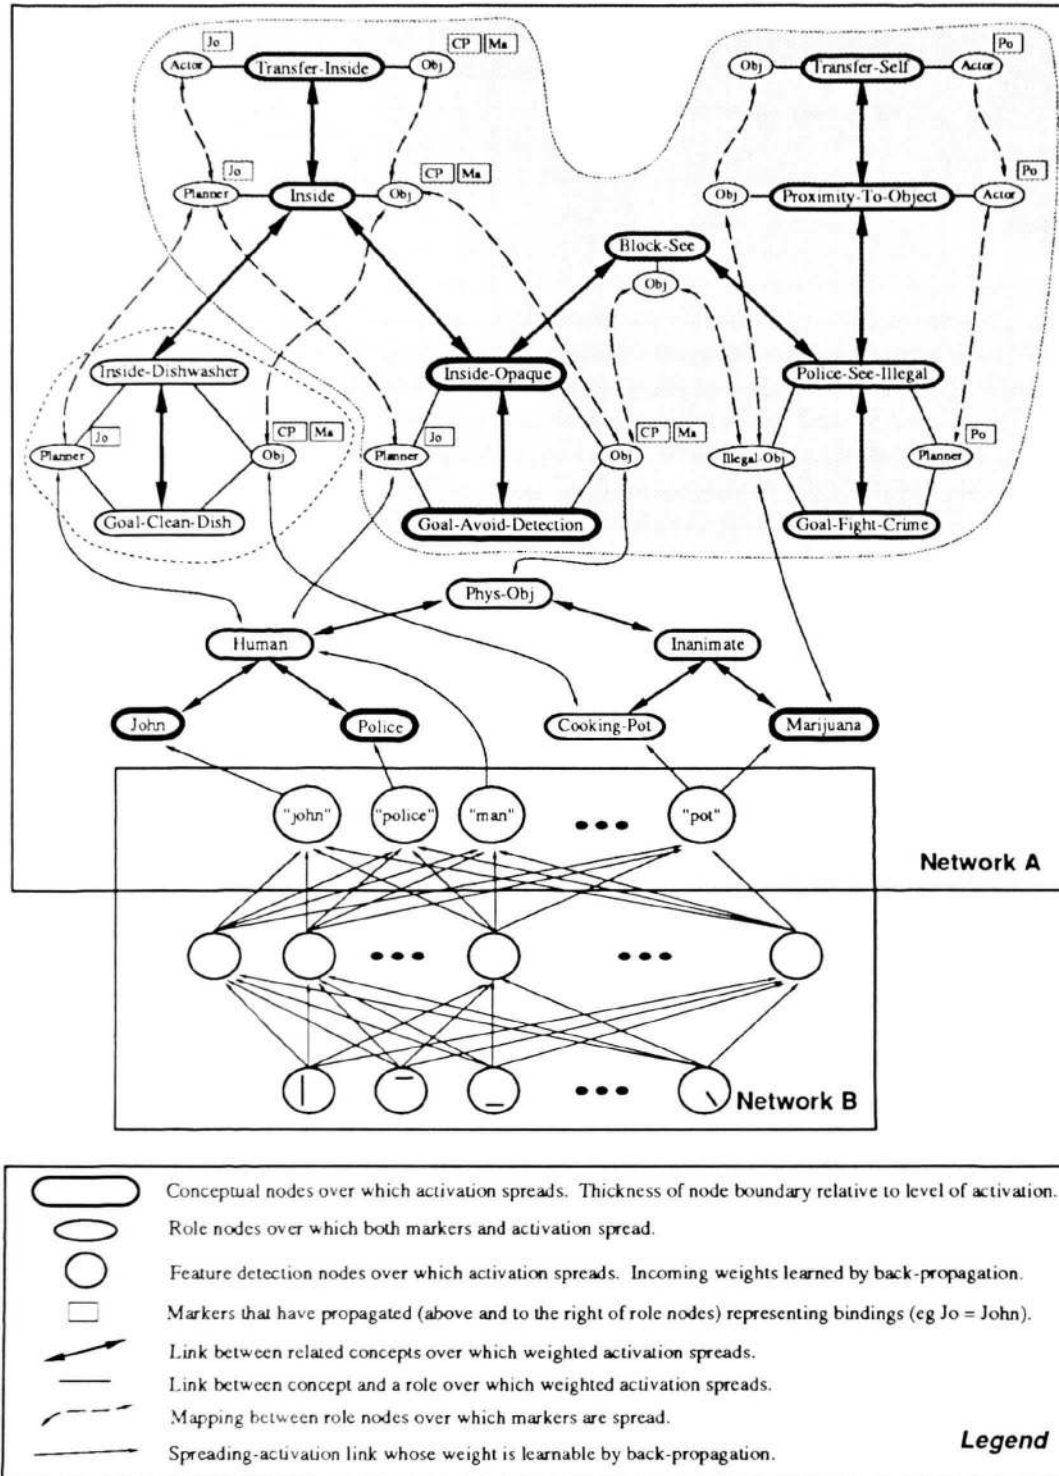 Jo CP Ma Po
Actor Transfer-Inside Obj Obj Transfer-Self Actor
Jo CP Ma Po
Planner Inside Obj Obj Proximity-To-Object Actor
Block-See
Obj
Inside-Dishwasher Inside-Opaque Police-See-Illegal
Jo CP Ma Jo CP Ma Po
Planner Obj Planner Obj Illegal-Obj Planner
Goal-Clean-Dish Goal-Avoid-Detection Goal-Fight-Crime
Phys-Obj
Human Inanimate
John Police Cooking-Pot Marijuana
"john" "police" "man" "pot"
Network A
Network B
Conceptual nodes over which activation spreads. Thickness of node boundary relative to level of activation.
Role nodes over which both markers and activation spread.
Feature detection nodes over which activation spreads. Incoming weights learned by back-propagation.
Markers that have propagated (above and to the right of role nodes) representing bindings (eg Jo = John).
Link between related concepts over which weighted activation spreads.
Link between concept and a role over which weighted activation spreads.
Mapping between role nodes over which markers are spread.
Spreading-activation link whose weight is learnable by back-propagation.
Legend